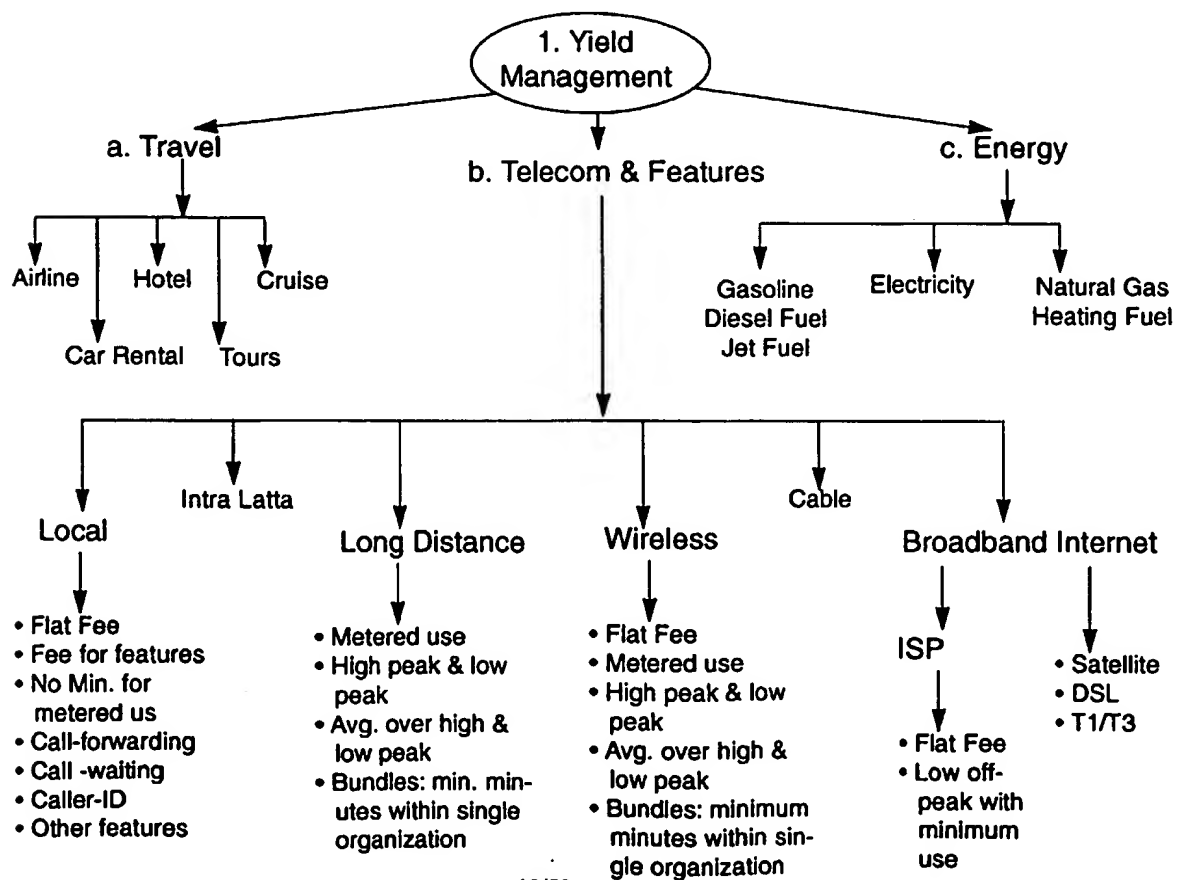 1. Yield
Management
a. Travel
b. Telecom & Features
c. Energy
Airline
Hotel
Cruise
Car Rental
Tours
Gasoline
Diesel Fuel
Jet Fuel
Electricity
Natural Gas
Heating Fuel
Intra Latta
Cable
Local
Long Distance
Wireless
Broadband Internet
• Flat Fee
• Fee for features
• No Min. for
metered us
• Call-forwarding
• Call -waiting
• Caller-ID
• Other features
• Metered use
• High peak & low
peak
• Avg. over high &
low peak
• Bundles: min. min-
utes within single
organization
• Flat Fee
• Metered use
• High peak & low
peak
• Avg. over high &
low peak
• Bundles: minimum
minutes within sin-
gle organization
ISP
• Flat Fee
• Low off-
peak with
minimum
use
• Satellite
• DSL
• T1/T3